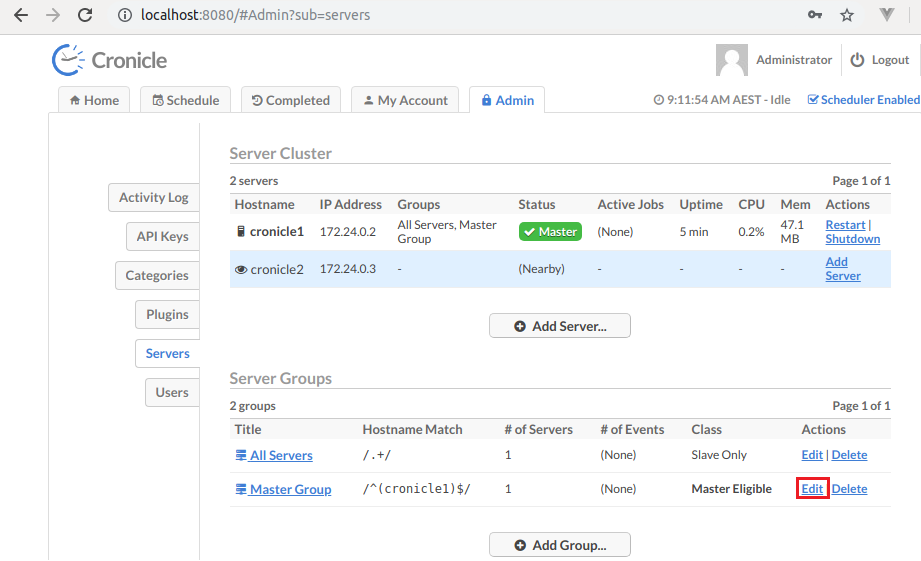 localhost:8080/#Admin?sub=servers
Cronicle
Administrator
Logout
Home
Schedule
Completed
My Account
Admin
9:11:54 AM AEST - Idle
Scheduler Enabled
Activity Log
API Keys
Categories
Plugins
Servers
Users
Server Cluster
2 servers Page 1 of 1
Hostname IP Address Groups Status Active Jobs Uptime CPU Mem Actions
cronicle1 172.24.0.2 All Servers, Master Group Master (None) 5 min 0.2% 47.1 MB Restart | Shutdown
cronicle2 172.24.0.3 - (Nearby) - - - - Add Server
Add Server...
Server Groups
2 groups Page 1 of 1
Title Hostname Match # of Servers # of Events Class Actions
All Servers /.+/ 1 (None) Slave Only Edit | Delete
Master Group /^(cronicle1)$/ 1 (None) Master Eligible Edit Delete
Add Group...